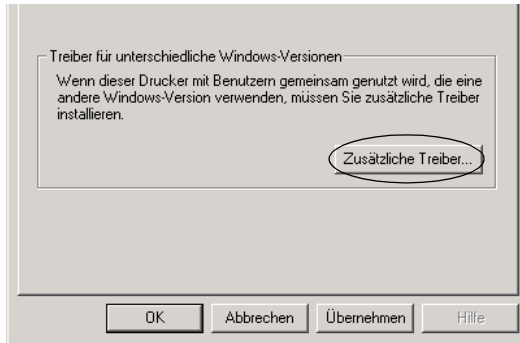 Treiber für unterschiedliche Windows-Versionen
Wenn dieser Drucker mit Benutzern gemeinsam genutzt wird, die eine
andere Windows-Version verwenden, müssen Sie zusätzliche Treiber
installieren.
Zusätzliche Treiber...
OK Abbrechen Übernehmen Hilfe